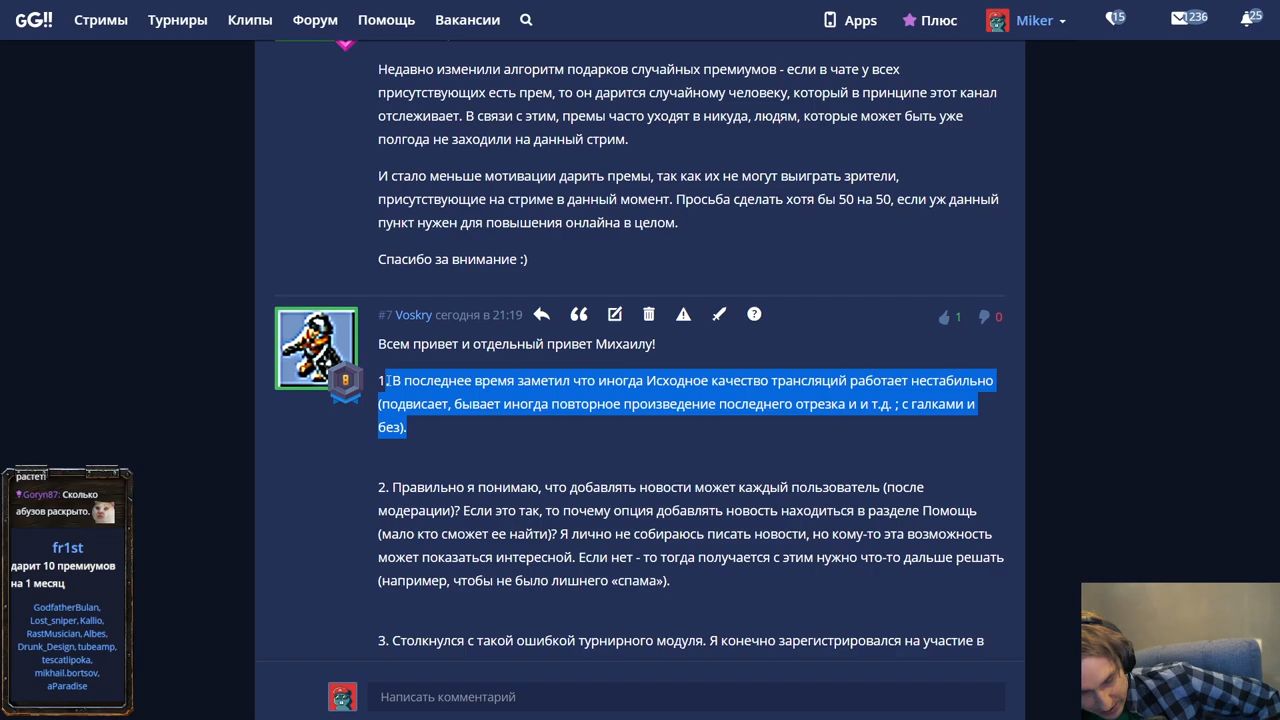 GG!! Стримы Турниры Клипы Форум Помощь Вакансии Apps Плюс Miker 15 1236 25
Недавно изменили алгоритм подарков случайных премиумов - если в чате у всех
присутствующих есть прем, то он дарится случайному человеку, который в принципе этот канал
отслеживает. В связи с этим, премы часто уходят в никуда, людям, которые может быть уже
полгода не заходили на данный стрим.
И стало меньше мотивации дарить премы, так как их не могут выиграть зрители,
присутствующие на стриме в данный момент. Просьба сделать хотя бы 50 на 50, если уж данный
пункт нужен для повышения онлайна в целом.
Спасибо за внимание :)
#7 Voskry сегодня в 21:19 1 0
Всем привет и отдельный привет Михаилу!
1. В последнее время заметил что иногда Исходное качество трансляций работает нестабильно
(подвисает, бывает иногда повторное произведение последнего отрезка и и т.д. ; с галками и
без).
2. Правильно я понимаю, что добавлять новости может каждый пользователь (после
модерации)? Если это так, то почему опция добавлять новость находиться в разделе Помощь
(мало кто сможет ее найти)? Я лично не собираюсь писать новости, но кому-то эта возможность
может показаться интересной. Если нет - то тогда получается с этим нужно что-то дальше решать
(например, чтобы не было лишнего «спама»).
3. Столкнулся с такой ошибкой турнирного модуля. Я конечно зарегистрировался на участие в
Написать комментарий
растет!
Goryn87: Сколько
абузов раскрыто.
fr1st
дарит 10 премиумов
на 1 месяц
GodfatherBulan,
Lost_sniper, Kallio,
RastMusician, Albes,
Drunk_Design, tubeamp,
tescatlipoka,
mikhail.bortsov,
aParadise